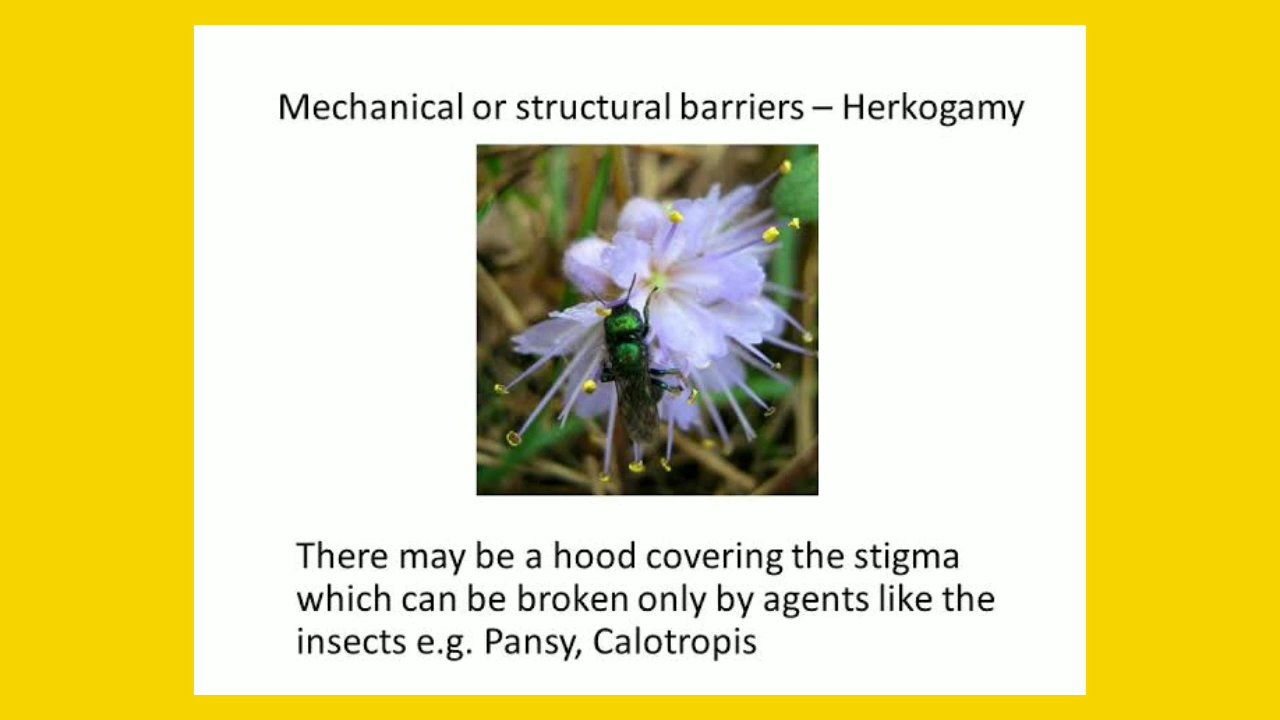 Mechanical or structural barriers – Herkogamy
There may be a hood covering the stigma
which can be broken only by agents like the
insects e.g. Pansy, Calotropis